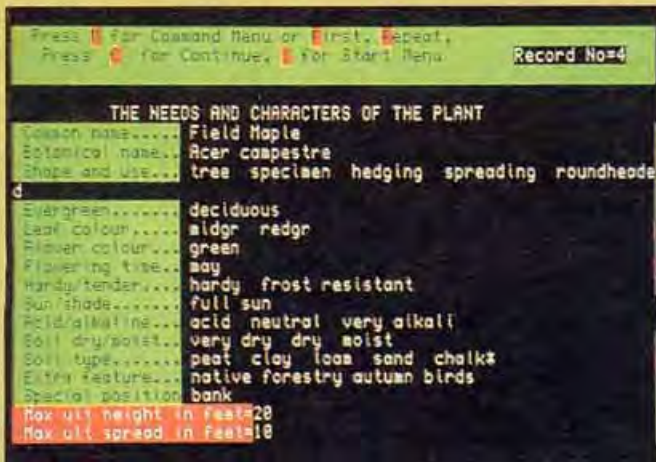 Press M for Command Menu or First, Repeat,
Press C for Continue, for Start Menu
Record No=4
THE NEEDS AND CHARACTERS OF THE PLANT
Common name..... Field Maple
Botanical name.. Acer campestre
Shape and use... tree specimen hedging spreading roundheade
d
Evergreen....... deciduous
Leaf colour..... midgr redgr
Flower colour... green
Flowering time.. may
Hardy/tender.... hardy frost resistant
Sun/shade....... full sun
Acid/alkaline... acid neutral very alkali
Soil dry/moist.. very dry dry moist
Soil type....... peat clay loam sand chalk*
Extra feature... native forestry autumn birds
Special position bank
Max ult height in feet=20
Max ult spread in feet=10